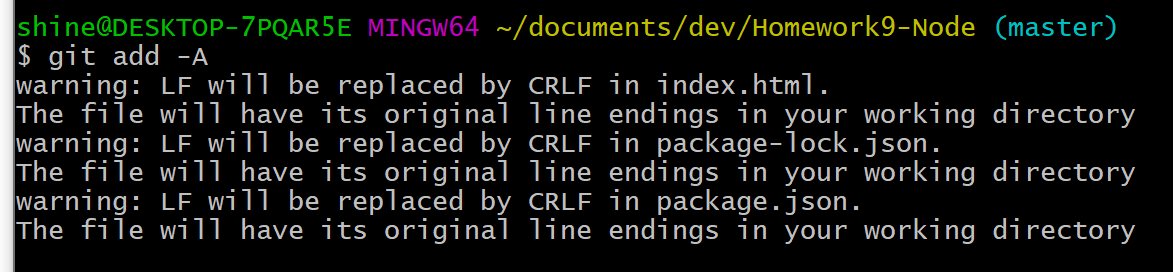 shine@DESKTOP-7PQAR5E MINGW64 ~/documents/dev/Homework9-Node (master)
$ git add -A
warning: LF will be replaced by CRLF in index.html.
The file will have its original line endings in your working directory
warning: LF will be replaced by CRLF in package-lock.json.
The file will have its original line endings in your working directory
warning: LF will be replaced by CRLF in package.json.
The file will have its original line endings in your working directory